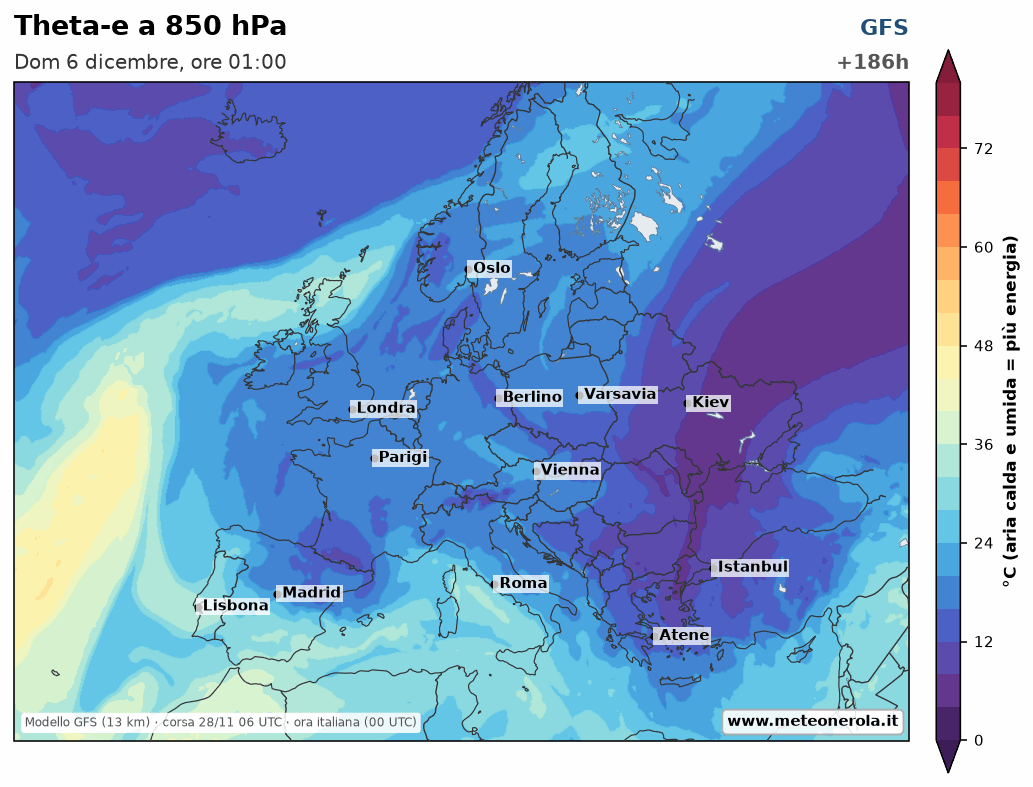 Theta-e a 850 hPa
GFS
Dom 6 dicembre, ore 01:00
+186h
Oslo
Berlino
Varsavia
Kiev
Londra
Parigi
Vienna
Istanbul
Roma
Madrid
Lisbona
Atene
Modello GFS (13 km) · corsa 28/11 06 UTC · ora italiana (00 UTC)
www.meteonerola.it
72
60
48
36
24
12
0
°C (aria calda e umida = più energia)